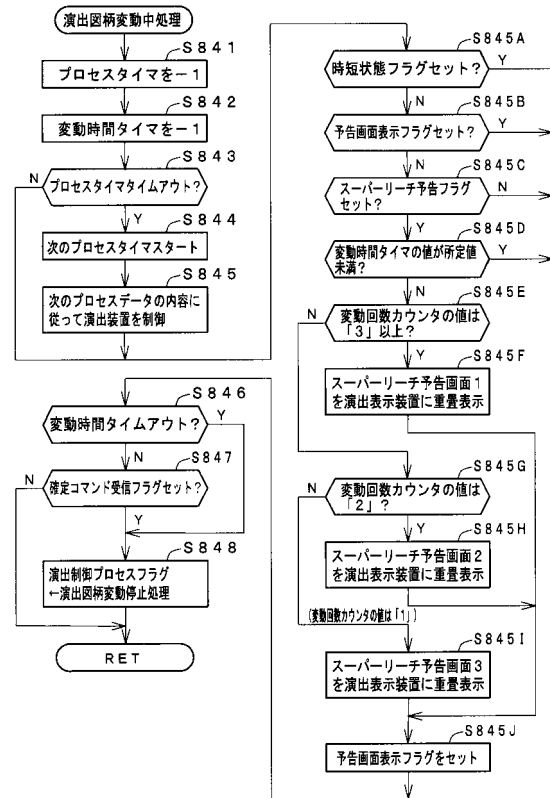 演出図柄変動中処理
S841
プロセスタイマを－1
S842
変動時間タイマを－1
S843
N
プロセスタイマタイムアウト?
Y
S844
次のプロセスタイマスタート
S845
次のプロセスデータの内容に
従って演出装置を制御
S846
変動時間タイムアウト?
Y
N
S847
N
確定コマンド受信フラグセット?
Y
S848
演出制御プロセスフラグ
←演出図柄変動停止処理
RET
S845A
時短状態フラグセット?
Y
N
S845B
予告画面表示フラグセット?
Y
N
S845C
スーパーリーチ予告フラグ
セット?
N
Y
S845D
変動時間タイマの値が所定値
未満?
Y
N
S845E
N
変動回数カウンタの値は
「3」以上?
Y
S845F
スーパーリーチ予告画面1
を演出表示装置に重畳表示
S845G
N
変動回数カウンタの値は
「2」?
Y
S845H
スーパーリーチ予告画面2
を演出表示装置に重畳表示
(変動回数カウンタの値は「1」)
S845I
スーパーリーチ予告画面3
を演出表示装置に重畳表示
S845J
予告画面表示フラグをセット